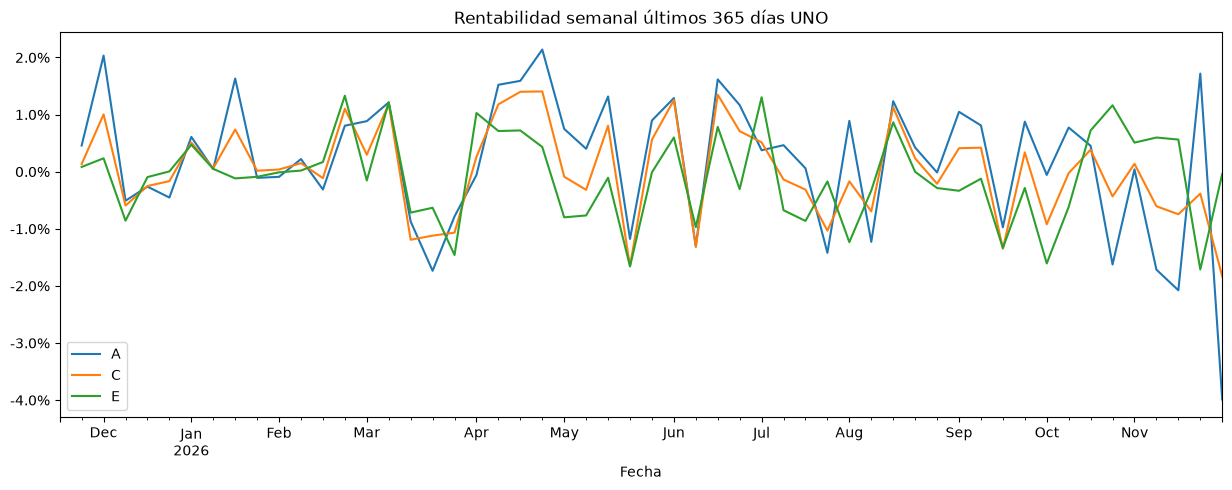 Rentabilidad semanal últimos 365 días UNO
2.0%
1.0%
0.0%
-1.0%
-2.0%
-3.0%
-4.0%
A
C
E
Dec Jan Feb Mar Apr May Jun Jul Aug Sep Oct Nov
2026
Fecha